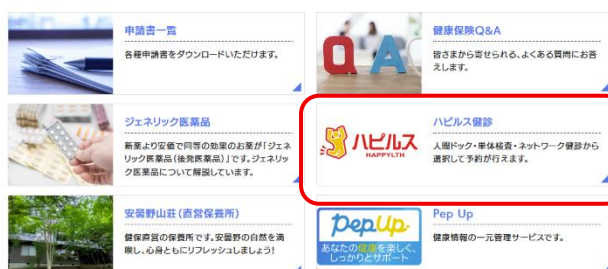 申請書一覧
各種申請書をダウンロードいただけます。
QA
健康保険Q&A
皆さまから寄せられる、よくある質問にお答
えします。
ジェネリック医薬品
新薬より安価で同等の効果のお薬が「ジェネ
リック医薬品(後発医薬品)」です。ジェネリッ
ク医薬品について解説しています。
ハピルス
HAPPYLTH
ハピルス健診
人間ドック・単体検査・ネットワーク健診から
選択して予約が行えます。
安曇野山荘(直営保養所)
健保直営の保養所です。安曇野の自然を満
喫し、心身ともにリフレッシュしましょう!
PepUp
あなたの健康を楽しく、
しっかりとサポート
Pep Up
健康情報の一元管理サービスです。